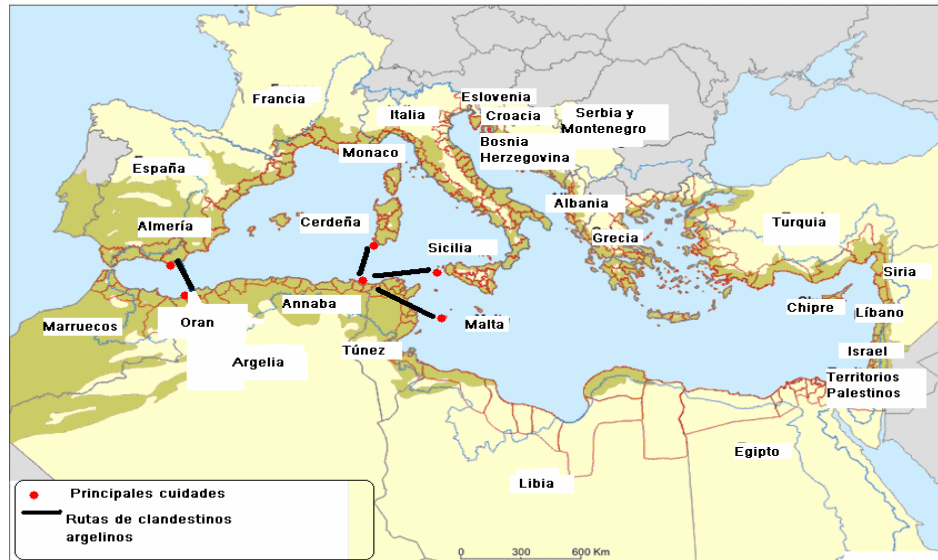 Francia
Eslovenia
Italia
Croacia
Serbia y
Montenegro
Bosnia
Herzegovina
Monaco
España
Albania
Almería
Cerdeña
Turquia
Grecia
Sicilia
Siria
Annaba
Chipre
Líbano
Marruecos
Oran
Malta
Túnez
Israel
Argelia
Territorios
Palestinos
Egipto
Libia
Principales cuidades
Rutas de clandestinos
argelinos
0 300 600 Km